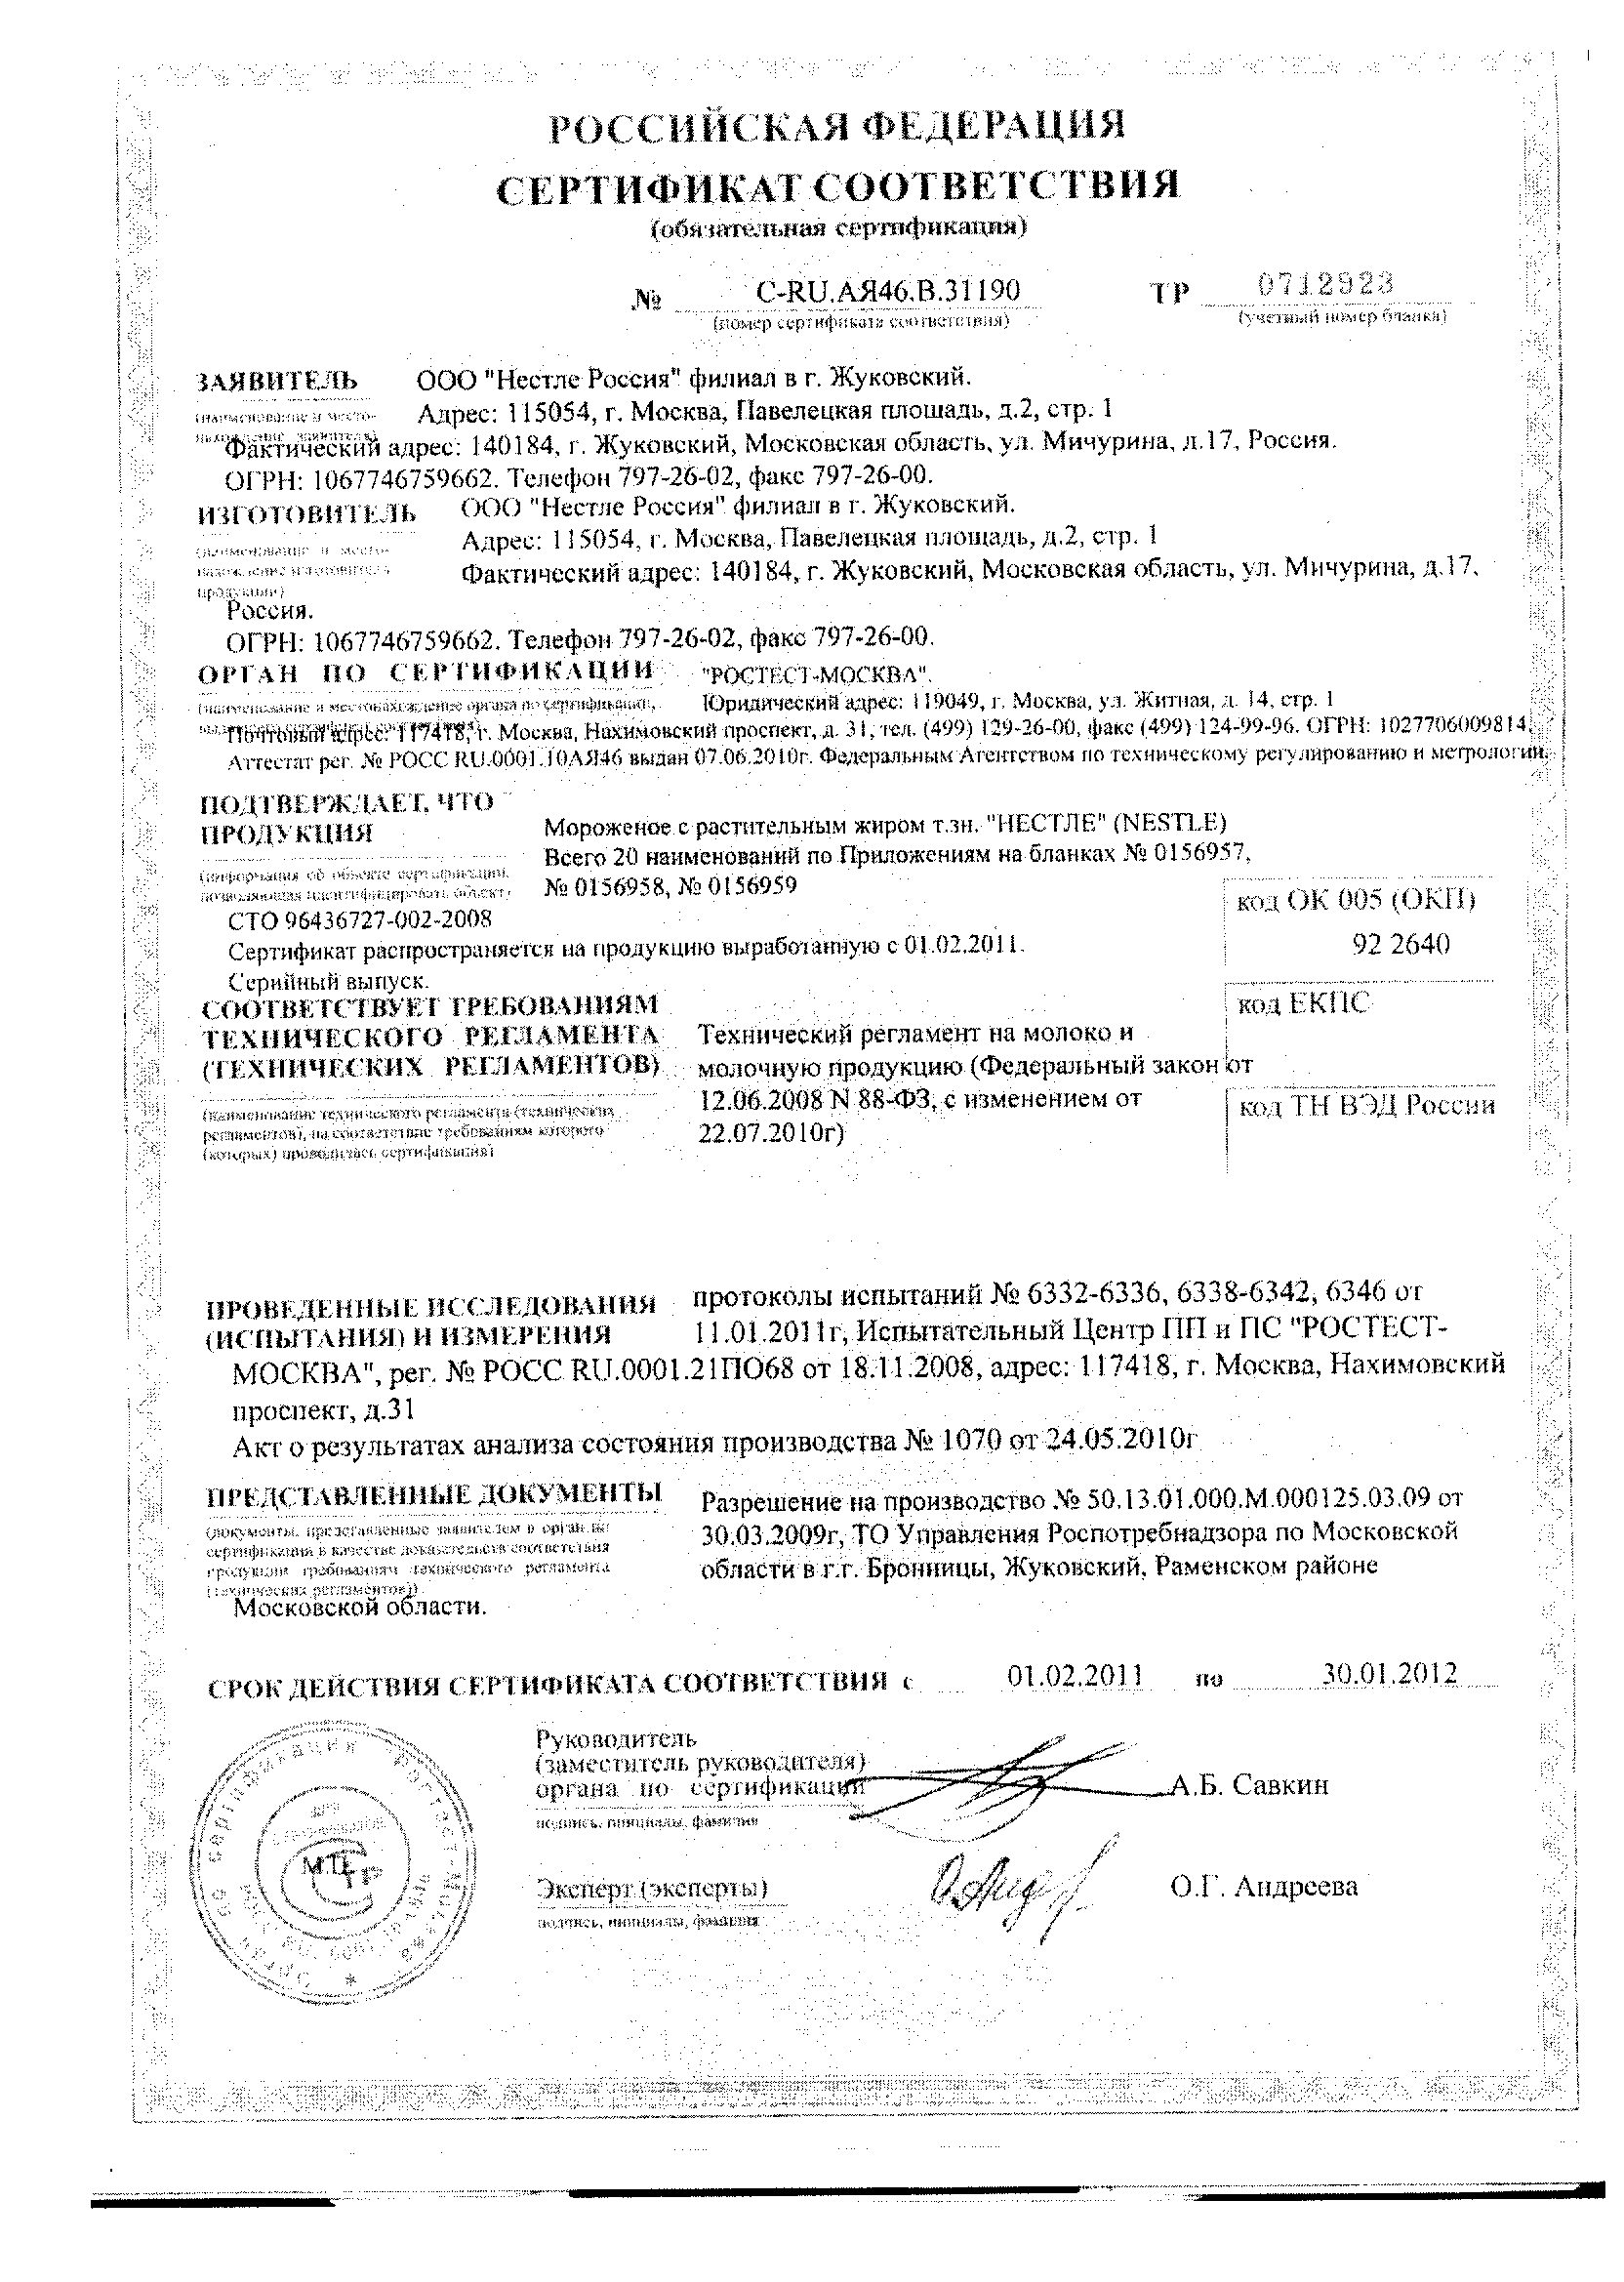 РОССИЙСКАЯ ФЕДЕРАЦИЯ
СЕРТИФИКАТ СООТВЕТСТВИЯ
(обязательная сертификация)
№ C-RU.АЯ46.В.31190 ТР 0712923
(номер сертификата соответствия) (учетный номер бланка)
ЗАЯВИТЕЛЬ ООО "Нестле Россия" филиал в г. Жуковский.
(наименование и место- Адрес: 115054, г. Москва, Павелецкая площадь, д.2, стр. 1
нахождение заявителя)
Фактический адрес: 140184, г. Жуковский, Московская область, ул. Мичурина, д.17, Россия.
ОГРН: 1067746759662. Телефон 797-26-02, факс 797-26-00.
ИЗГОТОВИТЕЛЬ ООО "Нестле Россия" филиал в г. Жуковский.
(наименование и место- Адрес: 115054, г. Москва, Павелецкая площадь, д.2, стр. 1
нахождение изготовителя Фактический адрес: 140184, г. Жуковский, Московская область, ул. Мичурина, д.17,
продукции)
Россия.
ОГРН: 1067746759662. Телефон 797-26-02, факс 797-26-00.
ОРГАН ПО СЕРТИФИКАЦИИ "РОСТЕСТ-МОСКВА".
(наименование и местонахождение органа по сертификации, Юридический адрес: 119049, г. Москва, ул. Житная, д. 14, стр. 1
Почтовый адрес: 117418, г. Москва, Нахимовский проспект, д. 31, тел. (499) 129-26-00, факс (499) 124-99-96. ОГРН: 1027706009814.
Аттестат рег. № РОСС RU.0001.10АЯ46 выдан 07.06.2010г. Федеральным Агентством по техническому регулированию и метрологии.
ПОДТВЕРЖДАЕТ, ЧТО
ПРОДУКЦИЯ Мороженое с растительным жиром т.зн. "НЕСТЛЕ" (NESTLE)
Всего 20 наименований по Приложениям на бланках № 0156957,
(информация об объекте сертификации,
позволяющая идентифицировать объект) № 0156958, № 0156959
код ОК 005 (ОКП)
СТО 96436727-002-2008
92 2640
Сертификат распространяется на продукцию выработанную с 01.02.2011.
Серийный выпуск.
СООТВЕТСТВУЕТ ТРЕБОВАНИЯМ код ЕКПС
ТЕХНИЧЕСКОГО РЕГЛАМЕНТА Технический регламент на молоко и
(ТЕХНИЧЕСКИХ РЕГЛАМЕНТОВ) молочную продукцию (Федеральный закон от
12.06.2008 N 88-ФЗ, с изменением от код ТН ВЭД России
(наименование технического регламента (технических
регламентов), на соответствие требованиям которого 22.07.2010г)
(которых) проводилась сертификация)
ПРОВЕДЕННЫЕ ИССЛЕДОВАНИЯ протоколы испытаний № 6332-6336, 6338-6342, 6346 от
(ИСПЫТАНИЯ) И ИЗМЕРЕНИЯ 11.01.2011г, Испытательный Центр ПП и ПС "РОСТЕСТ-
МОСКВА", рег. № РОСС RU.0001.21ПО68 от 18.11.2008, адрес: 117418, г. Москва, Нахимовский
проспект, д.31
Акт о результатах анализа состояния производства № 1070 от 24.05.2010г
ПРЕДСТАВЛЕННЫЕ ДОКУМЕНТЫ Разрешение на производство № 50.13.01.000.М.000125.03.09 от
(документы, представленные заявителем в орган по 30.03.2009г, ТО Управления Роспотребнадзора по Московской
сертификации в качестве доказательств соответствия
продукции требованиям технического регламента области в г.г. Бронницы, Жуковский, Раменском районе
(технических регламентов))
Московской области.
СРОК ДЕЙСТВИЯ СЕРТИФИКАТА СООТВЕТСТВИЯ с 01.02.2011 по 30.01.2012
Руководитель
(заместитель руководителя)
органа по сертификации А.Б. Савкин
подпись, инициалы, фамилия
Эксперт (эксперты) О.Г. Андреева
подпись, инициалы, фамилия